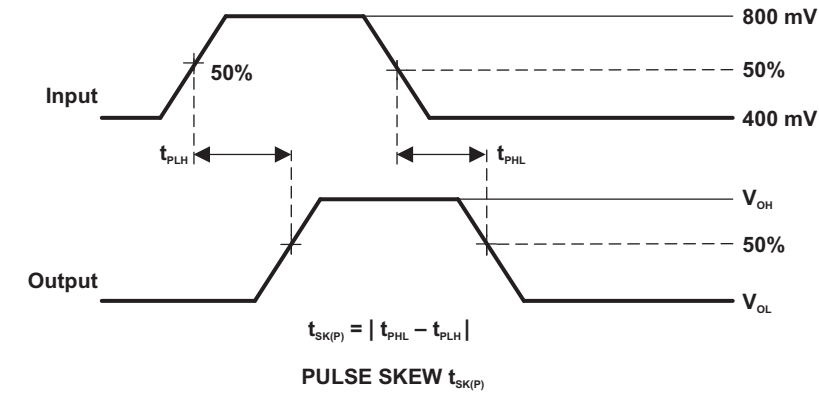 800 mV
50%
50%
Input
400 mV
tPLH
tPHL
VOH
50%
Output
VOL
tSK(P) = | tPHL – tPLH |
PULSE SKEW tSK(P)